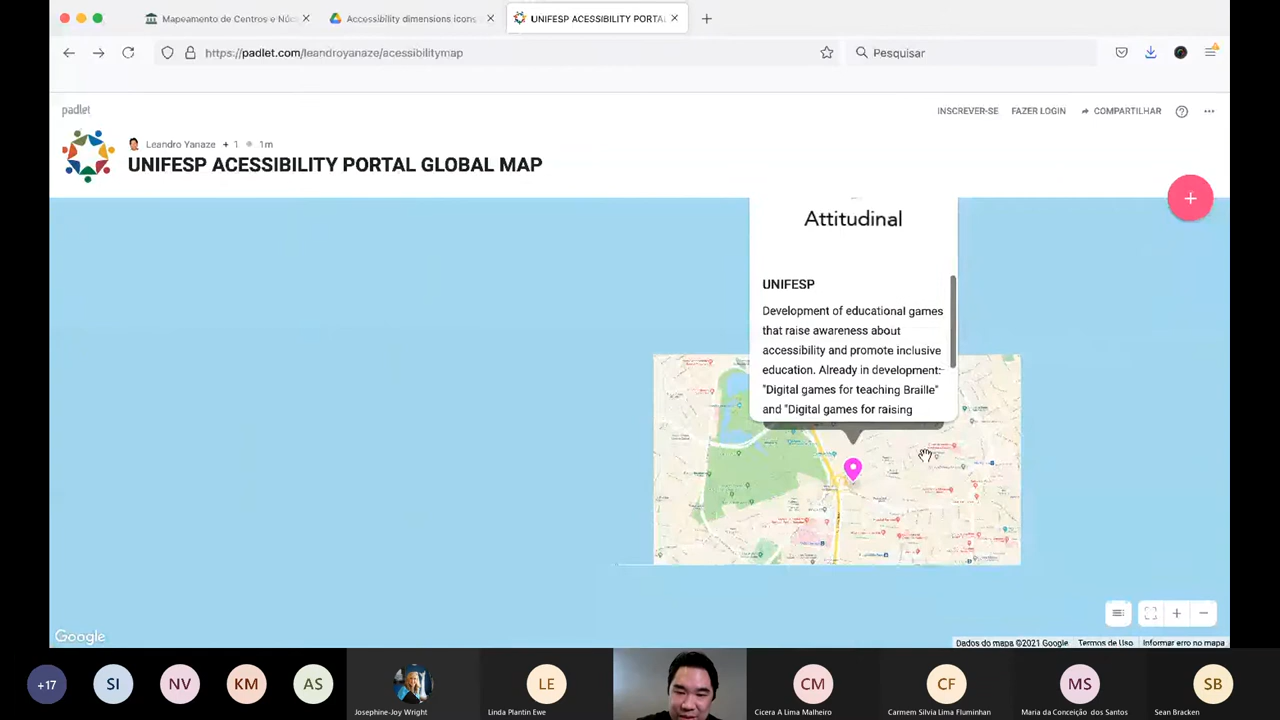 Mapeamento de Centros e Núc
Accessibility dimensions icons
UNIFESP ACESSIBILITY PORTAL
https://padlet.com/leandroyanaze/acessibilitymap
Pesquisar
padlet
INSCREVER-SE
FAZER LOGIN
COMPARTILHAR
Leandro Yanaze + 1 1m
UNIFESP ACESSIBILITY PORTAL GLOBAL MAP
Attitudinal
UNIFESP
Development of educational games
that raise awareness about
accessibility and promote inclusive
education. Already in development:
"Digital games for teaching Braille"
and "Digital games for raising
Google
Dados do mapa ©2021 Google
Termos de Uso
Informar erro no mapa
+17
SI
NV
KM
AS
Josephine-Joy Wright
LE
Linda Plantin Ewe
CM
Cicera A Lima Malheiro
CF
Carmem Silvia Lima Fluminhan
MS
Maria da Conceição dos Santos
SB
Sean Bracken